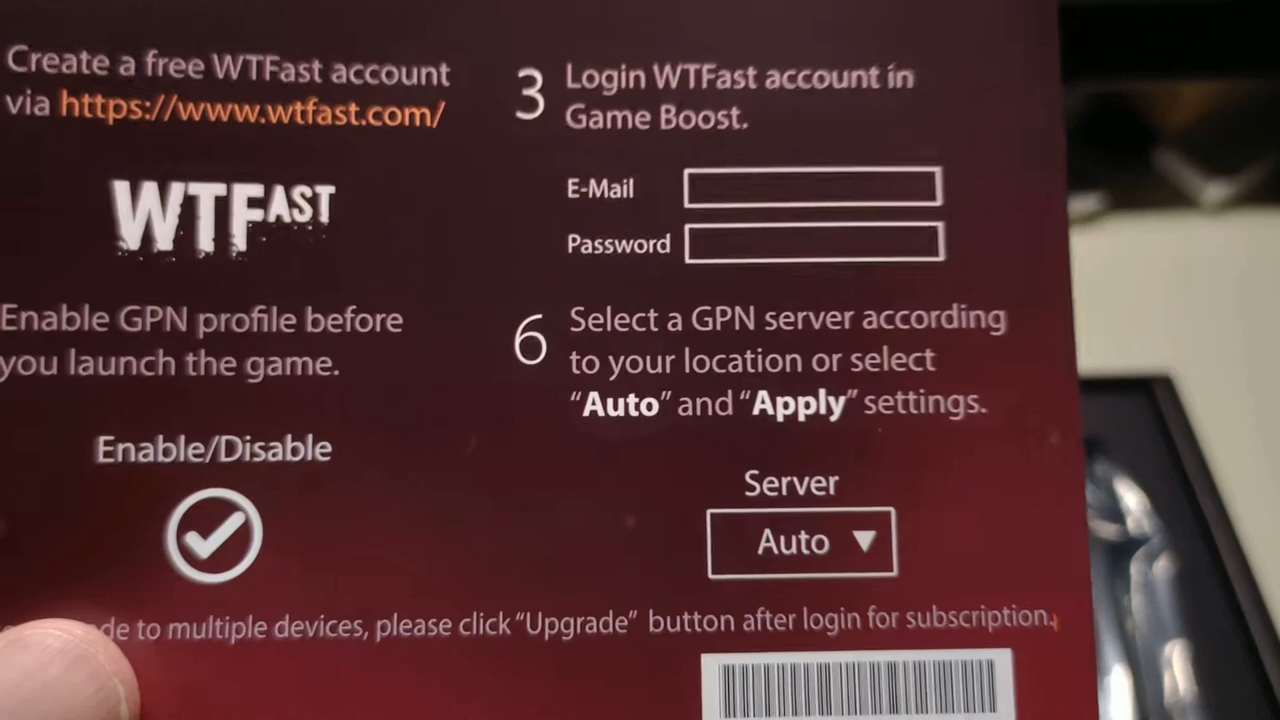 Create a free WTFast account
via https://www.wtfast.com/
WTFAST
3
Login WTFast account in
Game Boost.
E-Mail
Password
Enable GPN profile before
you launch the game.
Enable/Disable
6
Select a GPN server according
to your location or select
“Auto” and “Apply” settings.
Server
Auto ▼
to multiple devices, please click “Upgrade” button after login for subscription.